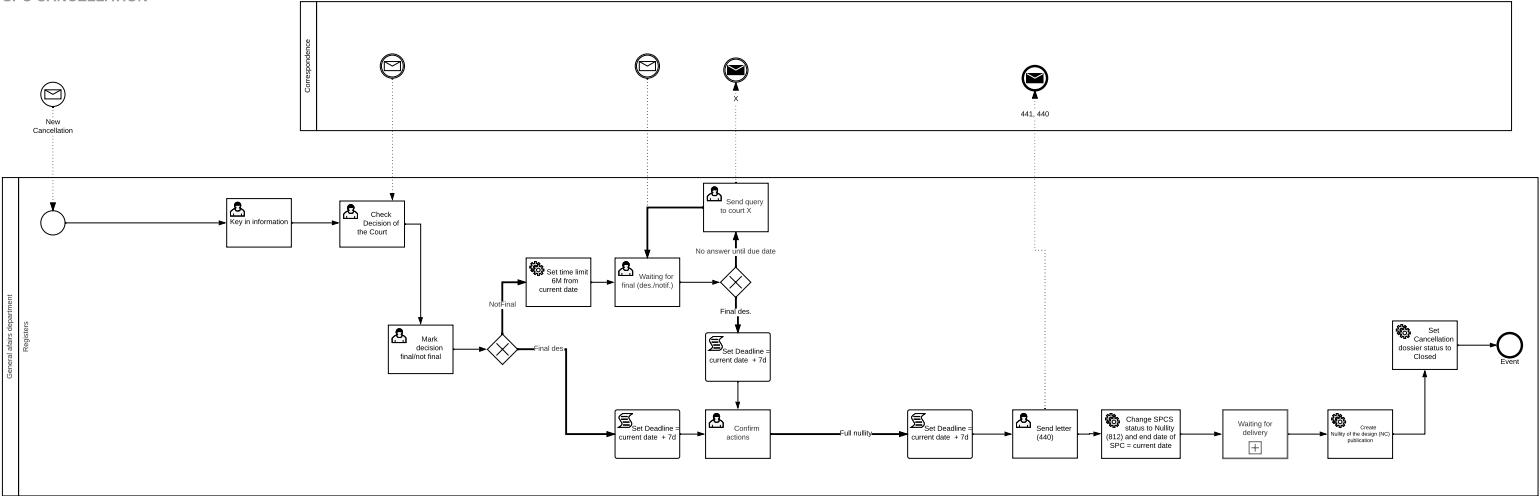 SPC CANCELLATION
Correspondence
New
Cancellation
X
441, 440
General afairs department
Registers
Key in information
Check
Decision of
the Court
Send query
to court X
No answer until due date
Set time limit
6M from
current date
Waiting for
final (des./notif.)
NotFinal
Final des.
Mark
decision
final/not final
Final des.
Set Deadline =
current date + 7d
Set
Cancellation
dossier status to
Closed
Event
Set Deadline =
current date + 7d
Confirm
actions
Full nullity
Set Deadline =
current date + 7d
Send letter
(440)
Change SPCS
status to Nullity
(812) and end date of
SPC = current date
Waiting for
delivery
Create
Nullity of the design (NC)
publication